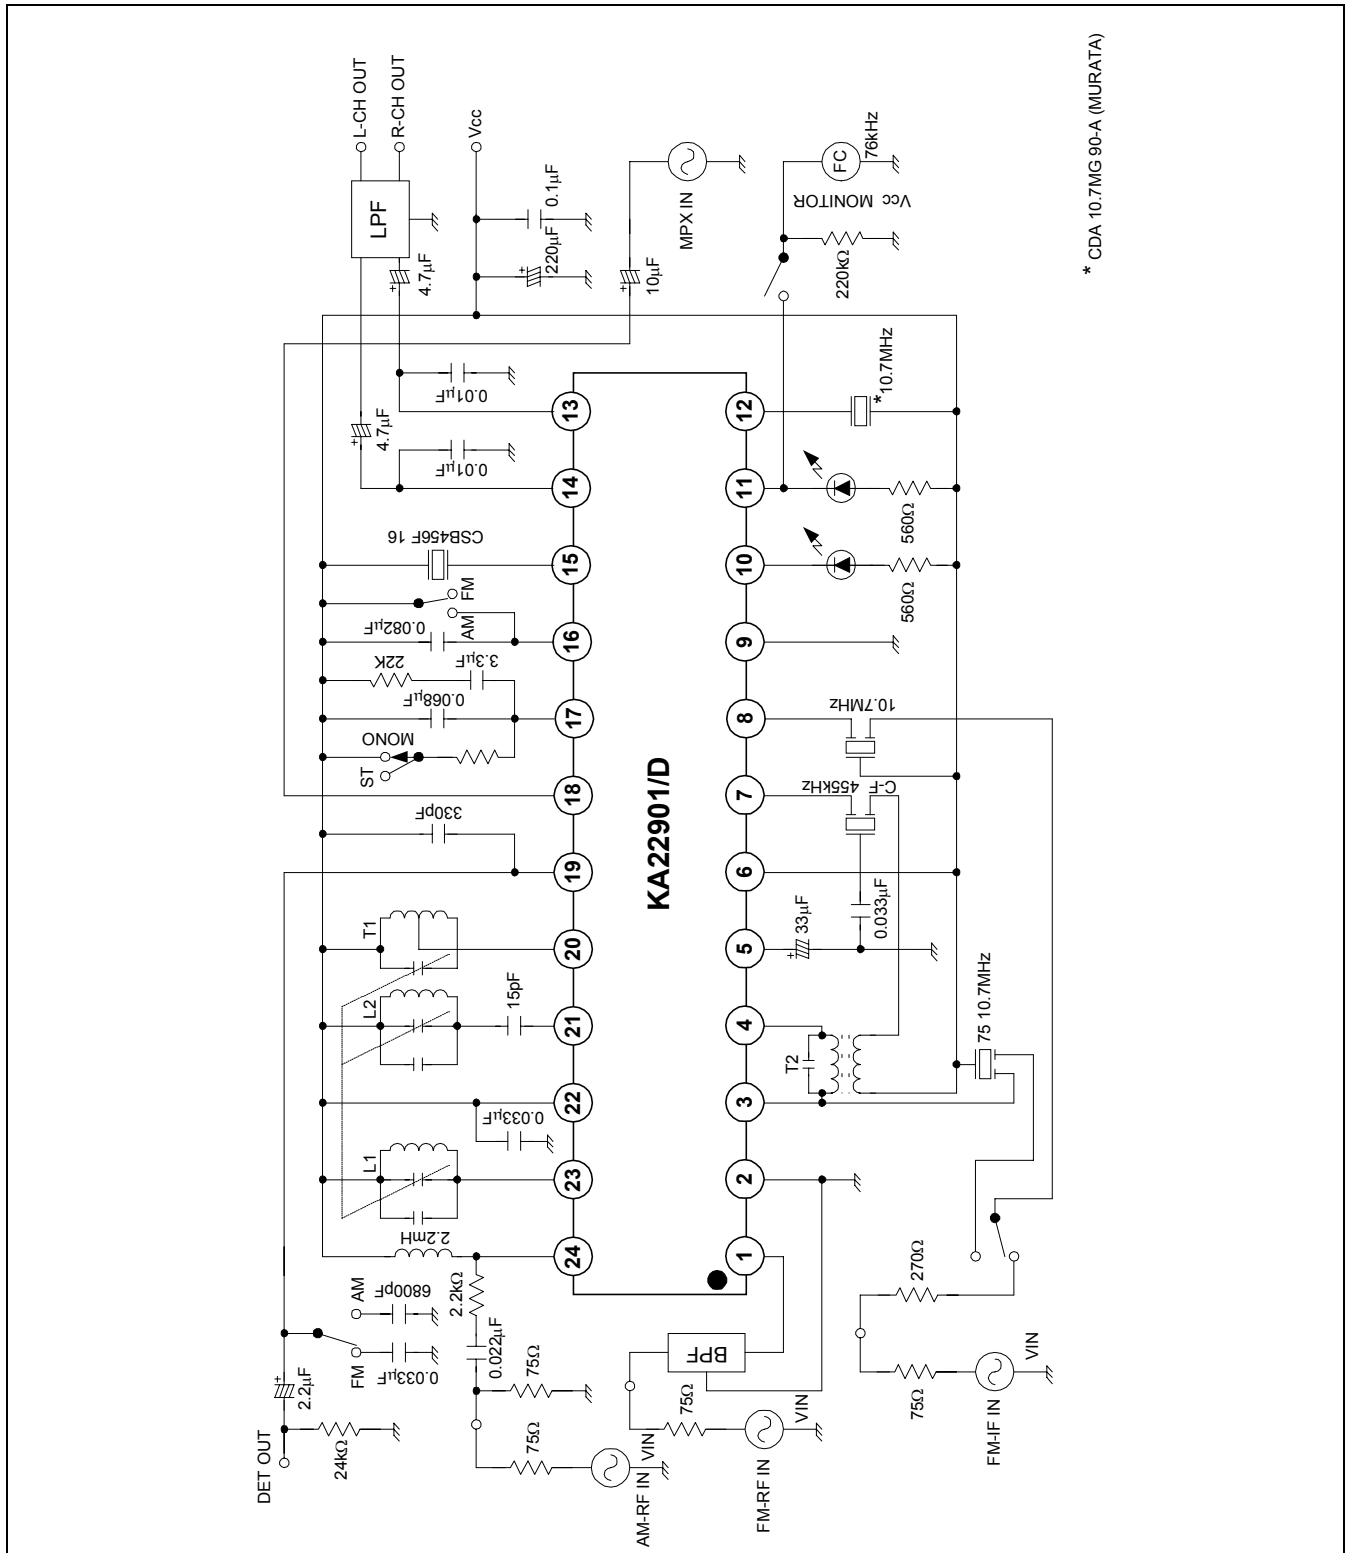 L-CH OUT
R-CH OUT
LPF
4.7µF
4.7µF
Vcc
0.1µF
220µF
10µF
MPX IN
FC
76kHz
Vcc MONITOR
220kΩ
* CDA 10.7MG 90-A (MURATA)
0.01µF
0.01µF
13
14
CSB456F 16
15
FM
AM
0.082µF
16
22K
3.3µF
0.068µF
17
MONO
ST
18
330pF
19
T1
20
L2
15pF
21
22
0.033µF
L1
23
2.2mH
24
KA22901/D
12
*10.7MHz
11
560Ω
10
560Ω
9
8
10.7MHz
7
C-F 455kHz
6
0.033µF
5
33µF
4
T2
3
75 10.7MHz
2
1
DET OUT
24kΩ
2.2µF
FM
AM
0.033µF
6800pF
2.2kΩ
0.022µF
75Ω
75Ω
AM-RF IN
VIN
BPF
75Ω
FM-RF IN
VIN
270Ω
75Ω
FM-IF IN
VIN